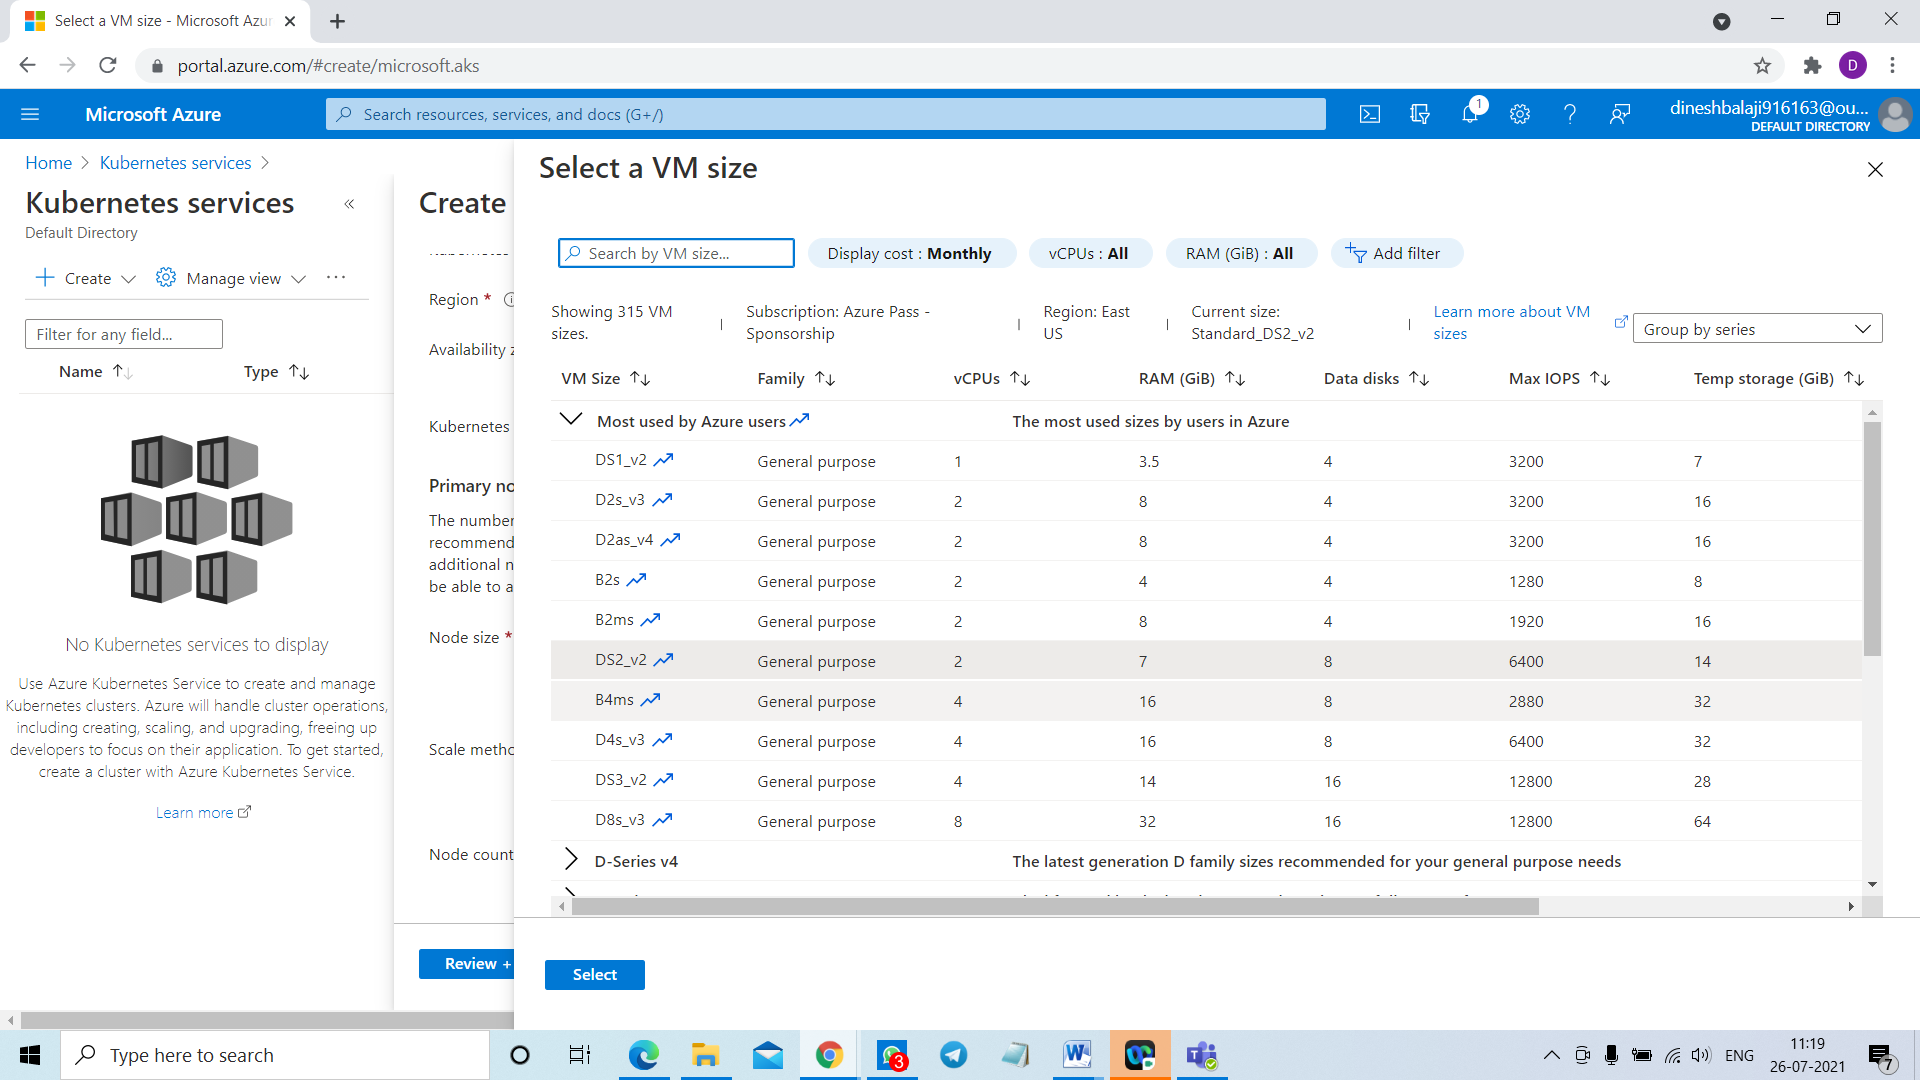 Select a VM size - Microsoft Azur
portal.azure.com/#create/microsoft.aks
D
Microsoft Azure
Search resources, services, and docs (G+/)
1
dineshbalaji916163@ou...
DEFAULT DIRECTORY
Home > Kubernetes services >
Kubernetes services
Default Directory
Create
Manage view
Filter for any field...
Name
Type
No Kubernetes services to display
Use Azure Kubernetes Service to create and manage
Kubernetes clusters. Azure will handle cluster operations,
including creating, scaling, and upgrading, freeing up
developers to focus on their application. To get started,
create a cluster with Azure Kubernetes Service.
Learn more
Create
Region *
Availability z
Kubernetes
Primary no
The number
recommend
additional n
be able to a
Node size *
Scale metho
Node count
Review +
Select a VM size
Search by VM size...
Display cost : Monthly
vCPUs : All
RAM (GiB) : All
Add filter
Showing 315 VM
sizes.
Subscription: Azure Pass -
Sponsorship
Region: East
US
Current size:
Standard_DS2_v2
Learn more about VM
sizes
Group by series
VM Size Family vCPUs RAM (GiB) Data disks Max IOPS Temp storage (GiB)
Most used by Azure users The most used sizes by users in Azure
DS1_v2 General purpose 1 3.5 4 3200 7
D2s_v3 General purpose 2 8 4 3200 16
D2as_v4 General purpose 2 8 4 3200 16
B2s General purpose 2 4 4 1280 8
B2ms General purpose 2 8 4 1920 16
DS2_v2 General purpose 2 7 8 6400 14
B4ms General purpose 4 16 8 2880 32
D4s_v3 General purpose 4 16 8 6400 32
DS3_v2 General purpose 4 14 16 12800 28
D8s_v3 General purpose 8 32 16 12800 64
D-Series v4 The latest generation D family sizes recommended for your general purpose needs
Select
Type here to search
3
ENG
11:19
26-07-2021
7